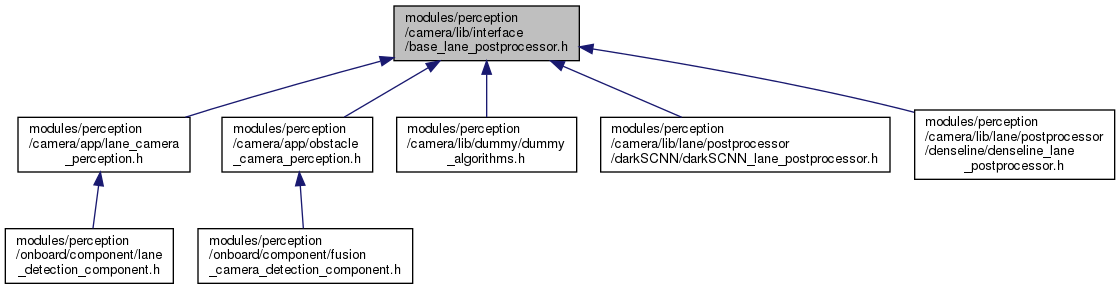 modules/perception
/camera/lib/interface
/base_lane_postprocessor.h
modules/perception
/camera/app/lane_camera
_perception.h
modules/perception
/camera/app/obstacle
_camera_perception.h
modules/perception
/camera/lib/dummy/dummy
_algorithms.h
modules/perception
/camera/lib/lane/postprocessor
/darkSCNN/darkSCNN_lane_postprocessor.h
modules/perception
/camera/lib/lane/postprocessor
/denseline/denseline_lane
_postprocessor.h
modules/perception
/onboard/component/lane
_detection_component.h
modules/perception
/onboard/component/fusion
_camera_detection_component.h